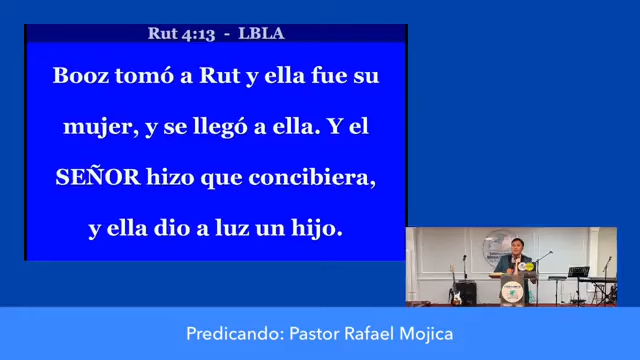 Rut 4:13 - LBLA
Booz tomó a Rut y ella fue su
mujer, y se llegó a ella. Y el
SEÑOR hizo que concibiera,
y ella dio a luz un hijo.
Predicando: Pastor Rafael Mojica